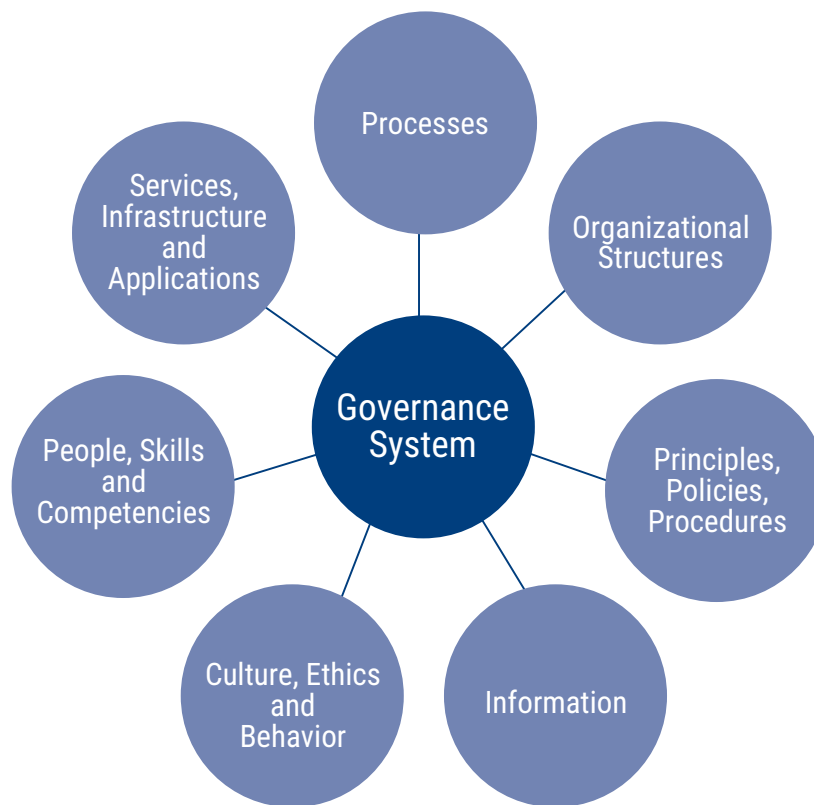 Processes
Organizational
Structures
Principles,
Policies,
Procedures
Information
Culture, Ethics
and
Behavior
People, Skills
and
Competencies
Services,
Infrastructure
and
Applications
Governance
System